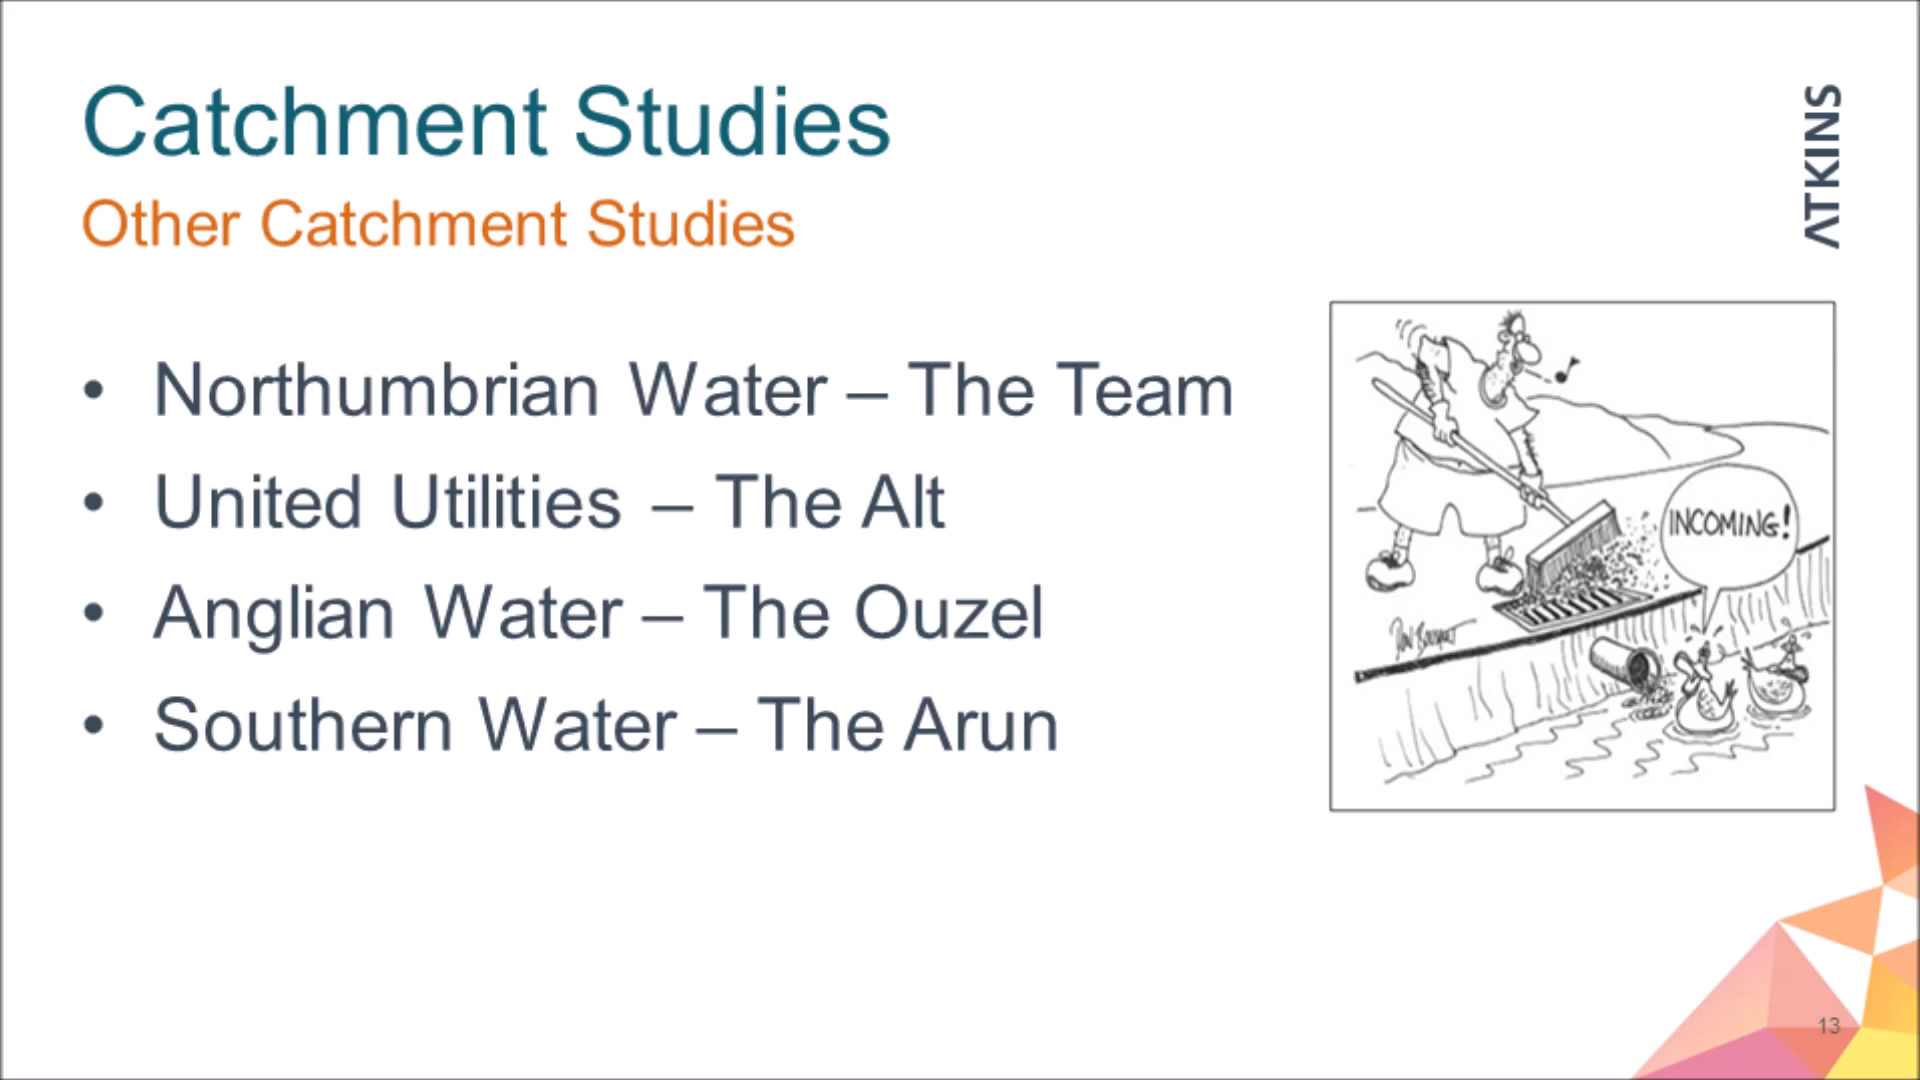 Catchment Studies
Other Catchment Studies
ATKINS
• Northumbrian Water – The Team
• United Utilities – The Alt
• Anglian Water – The Ouzel
• Southern Water – The Arun
INCOMING!
13